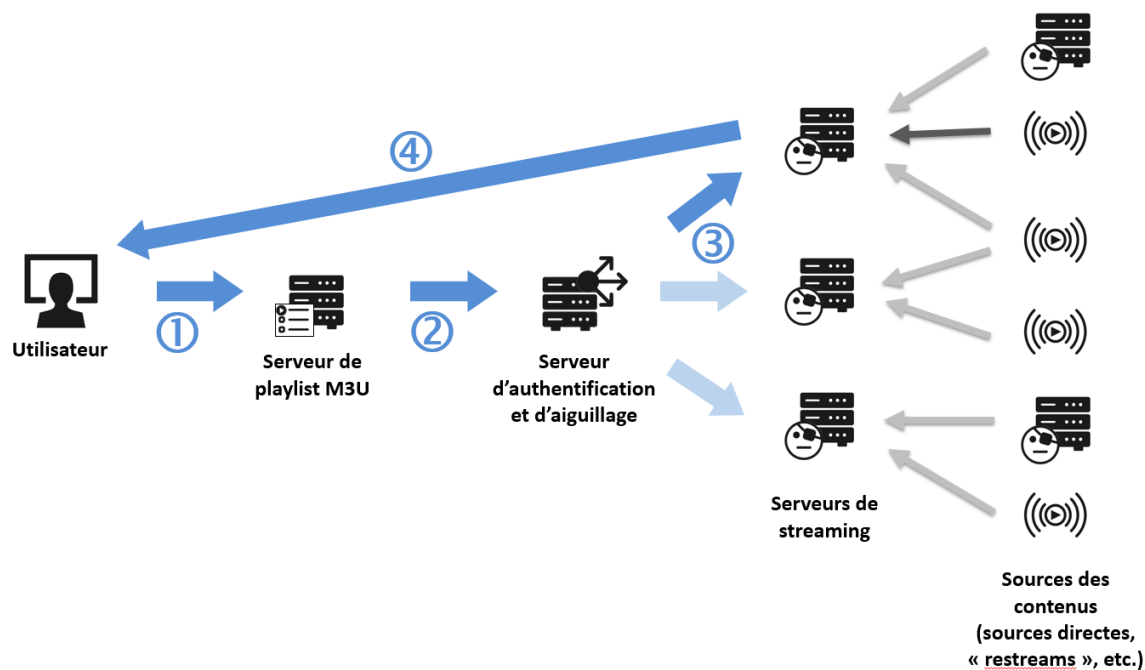 ④
③
①
②
Utilisateur
Serveur de
playlist M3U
Serveur
d'authentification
et d'aiguillage
Serveurs de
streaming
Sources des
contenus
(sources directes,
« restreams », etc.)